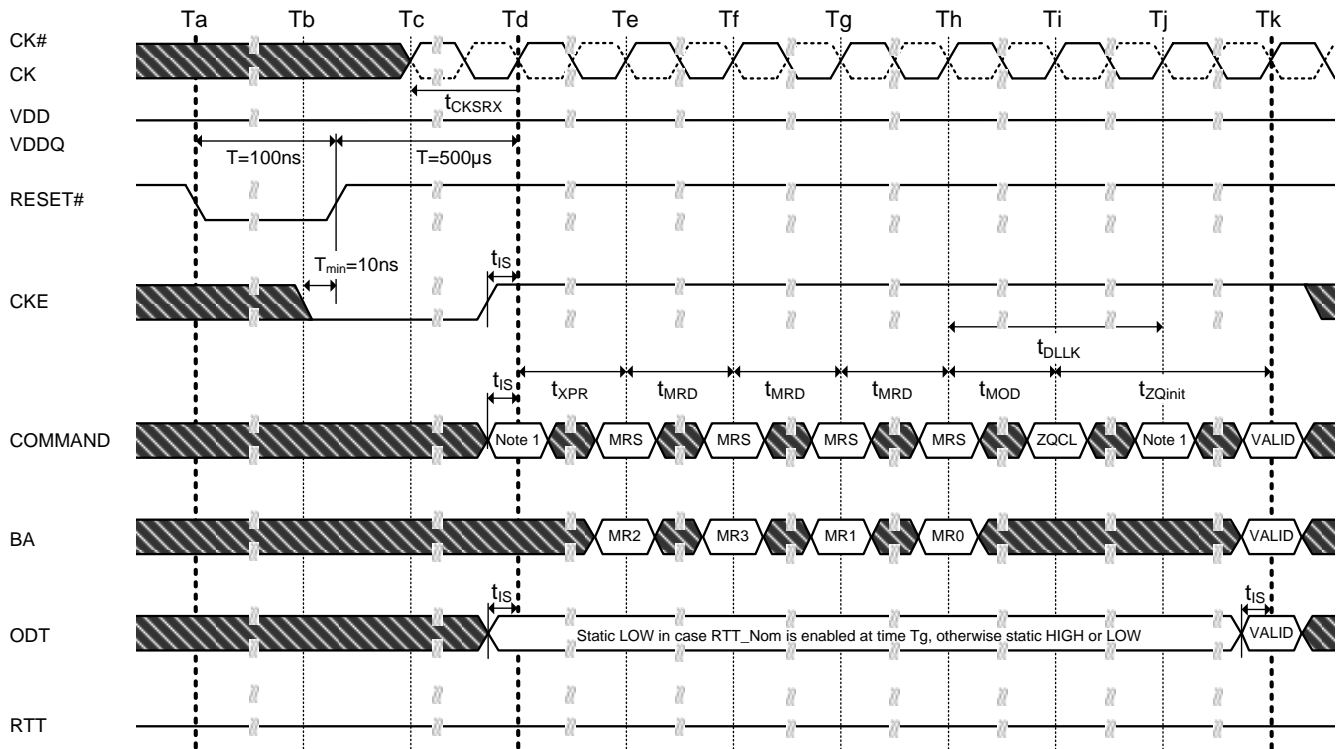 Ta Tb Tc Td Te Tf Tg Th Ti Tj Tk
CK#
CK
tCKSRX
VDD
VDDQ
T=100ns T=500µs
RESET#
Tmin=10ns tIS
CKE
tDLLK
tIS tXPR tMRD tMRD tMRD tMOD tZQinit
COMMAND Note 1 MRS MRS MRS MRS ZQCL Note 1 VALID
BA MR2 MR3 MR1 MR0 VALID
tIS tIS
ODT Static LOW in case RTT_Nom is enabled at time Tg, otherwise static HIGH or LOW VALID
RTT